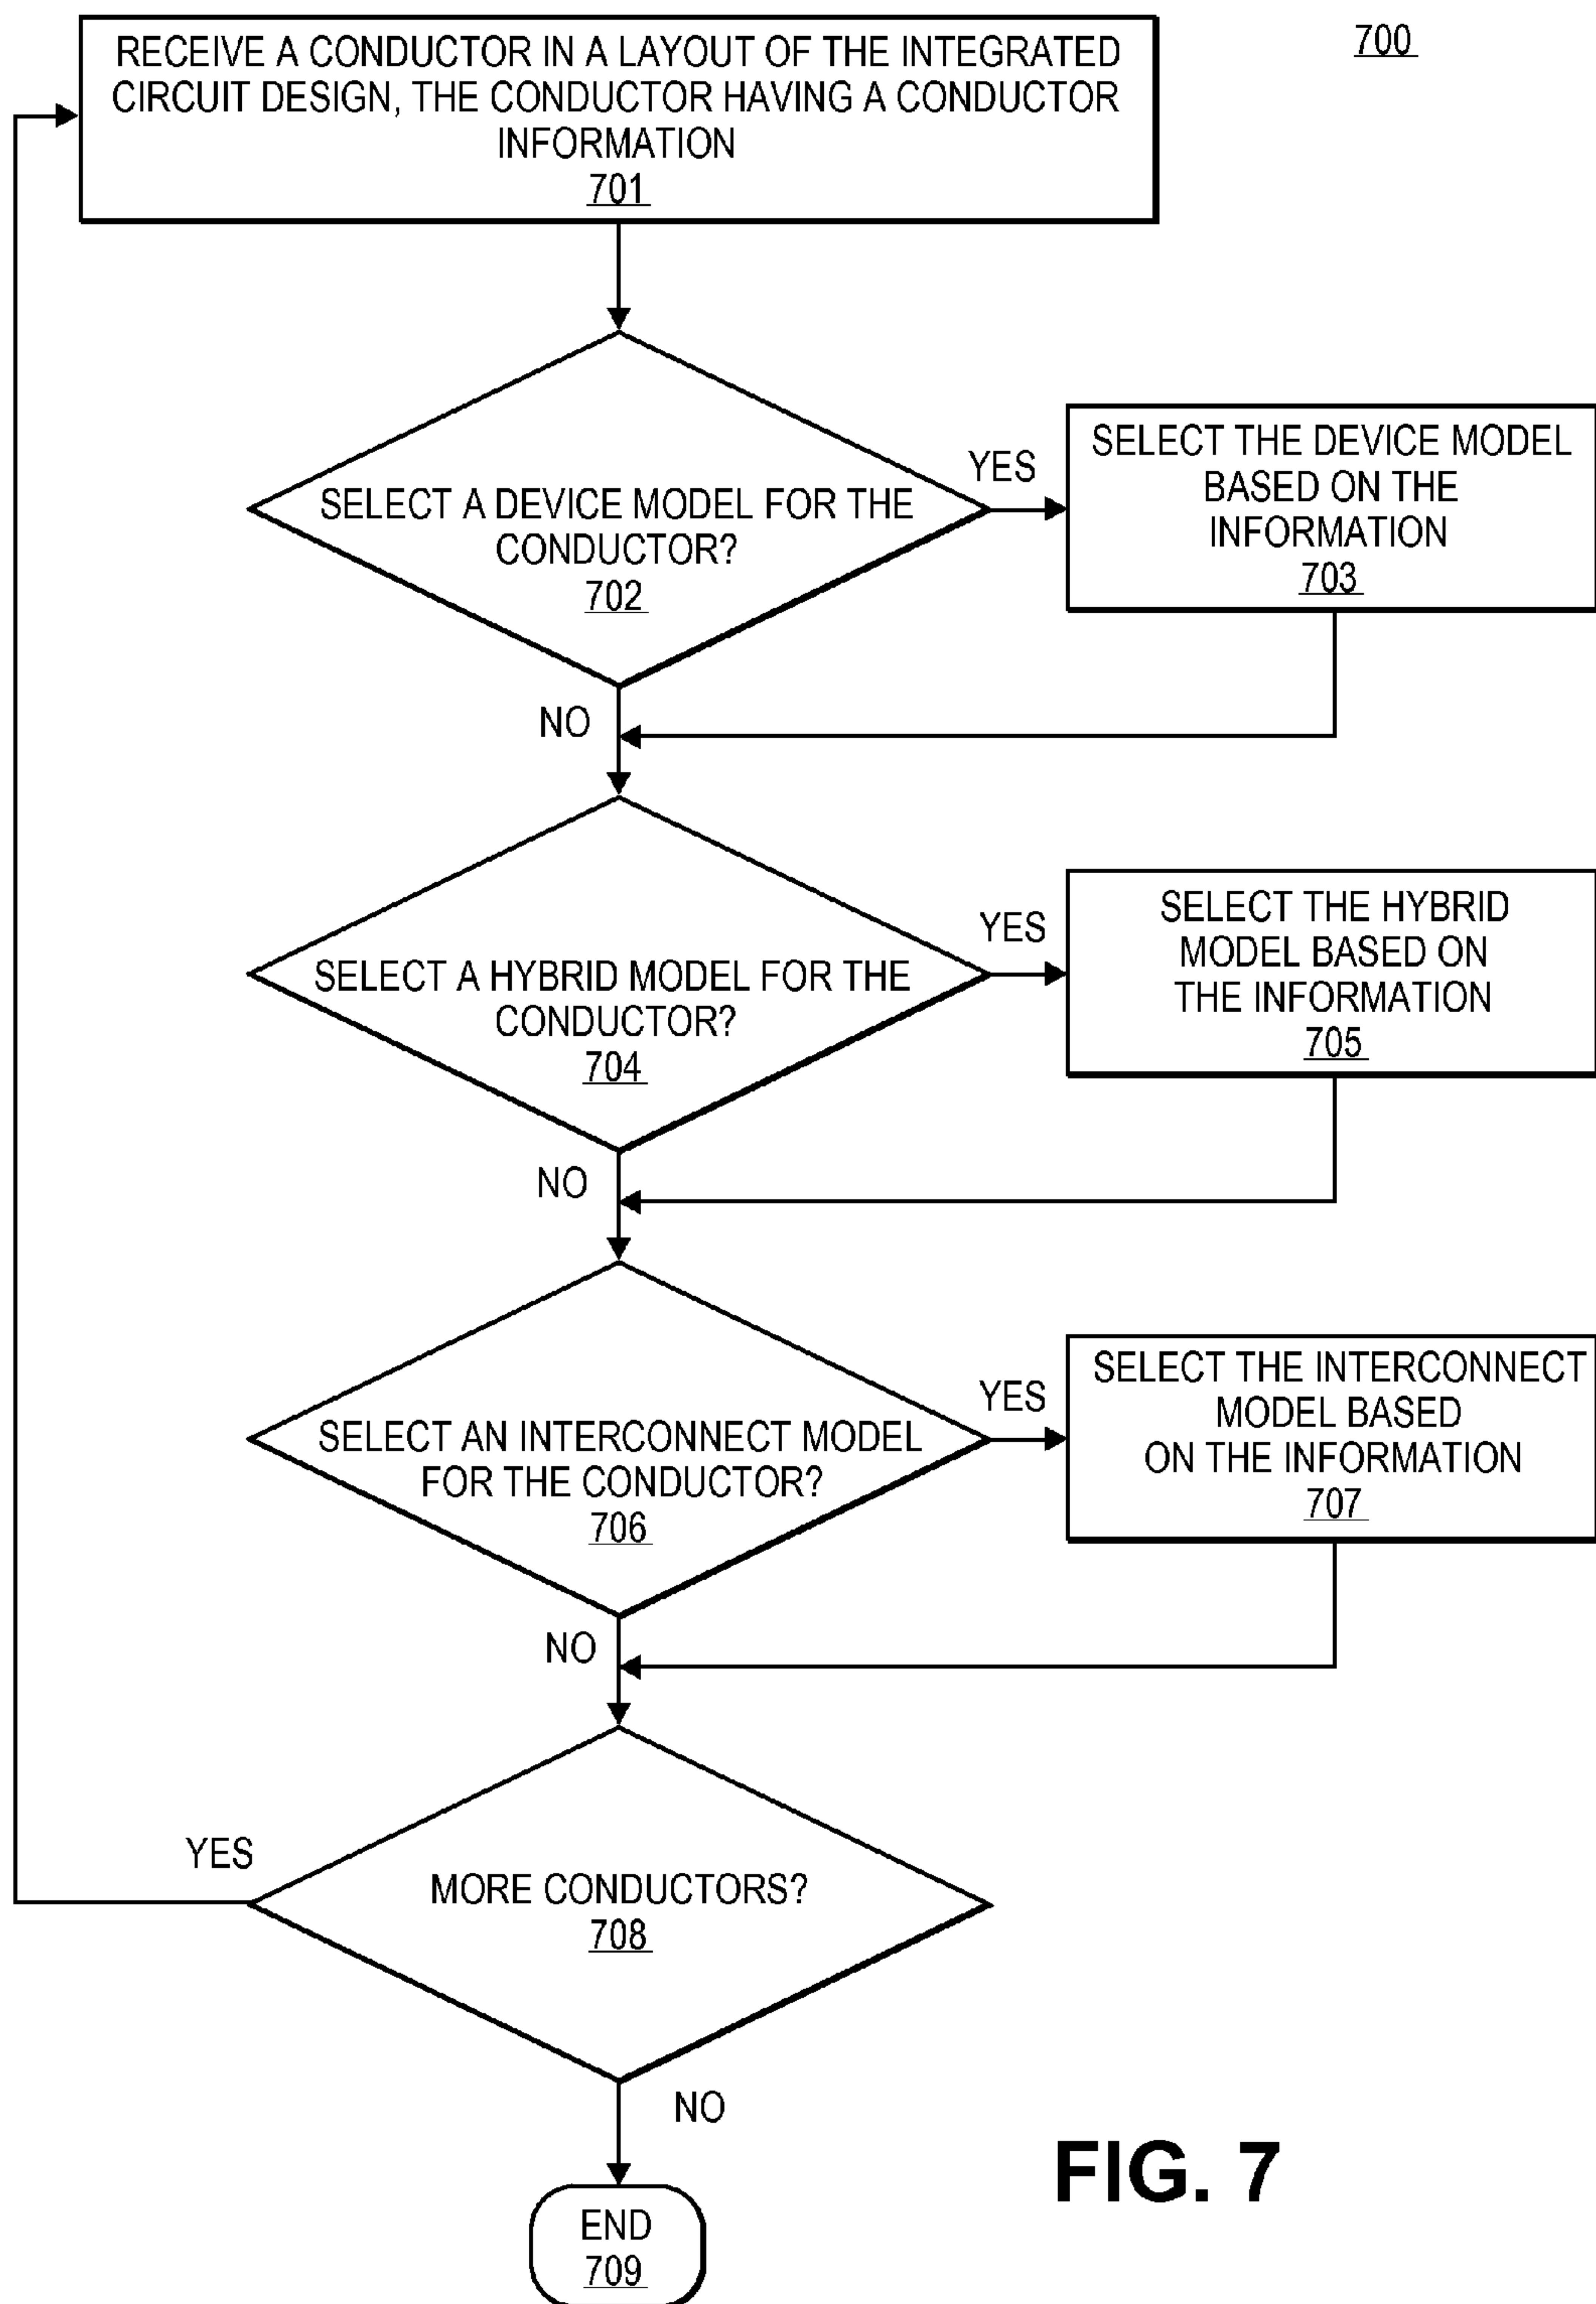 700
RECEIVE A CONDUCTOR IN A LAYOUT OF THE INTEGRATED
CIRCUIT DESIGN, THE CONDUCTOR HAVING A CONDUCTOR
INFORMATION
701
SELECT A DEVICE MODEL FOR THE
CONDUCTOR?
702
YES
SELECT THE DEVICE MODEL
BASED ON THE
INFORMATION
703
NO
SELECT A HYBRID MODEL FOR THE
CONDUCTOR?
704
YES
SELECT THE HYBRID
MODEL BASED ON
THE INFORMATION
705
NO
SELECT AN INTERCONNECT MODEL
FOR THE CONDUCTOR?
706
YES
SELECT THE INTERCONNECT
MODEL BASED
ON THE INFORMATION
707
NO
MORE CONDUCTORS?
708
YES
NO
END
709
FIG. 7